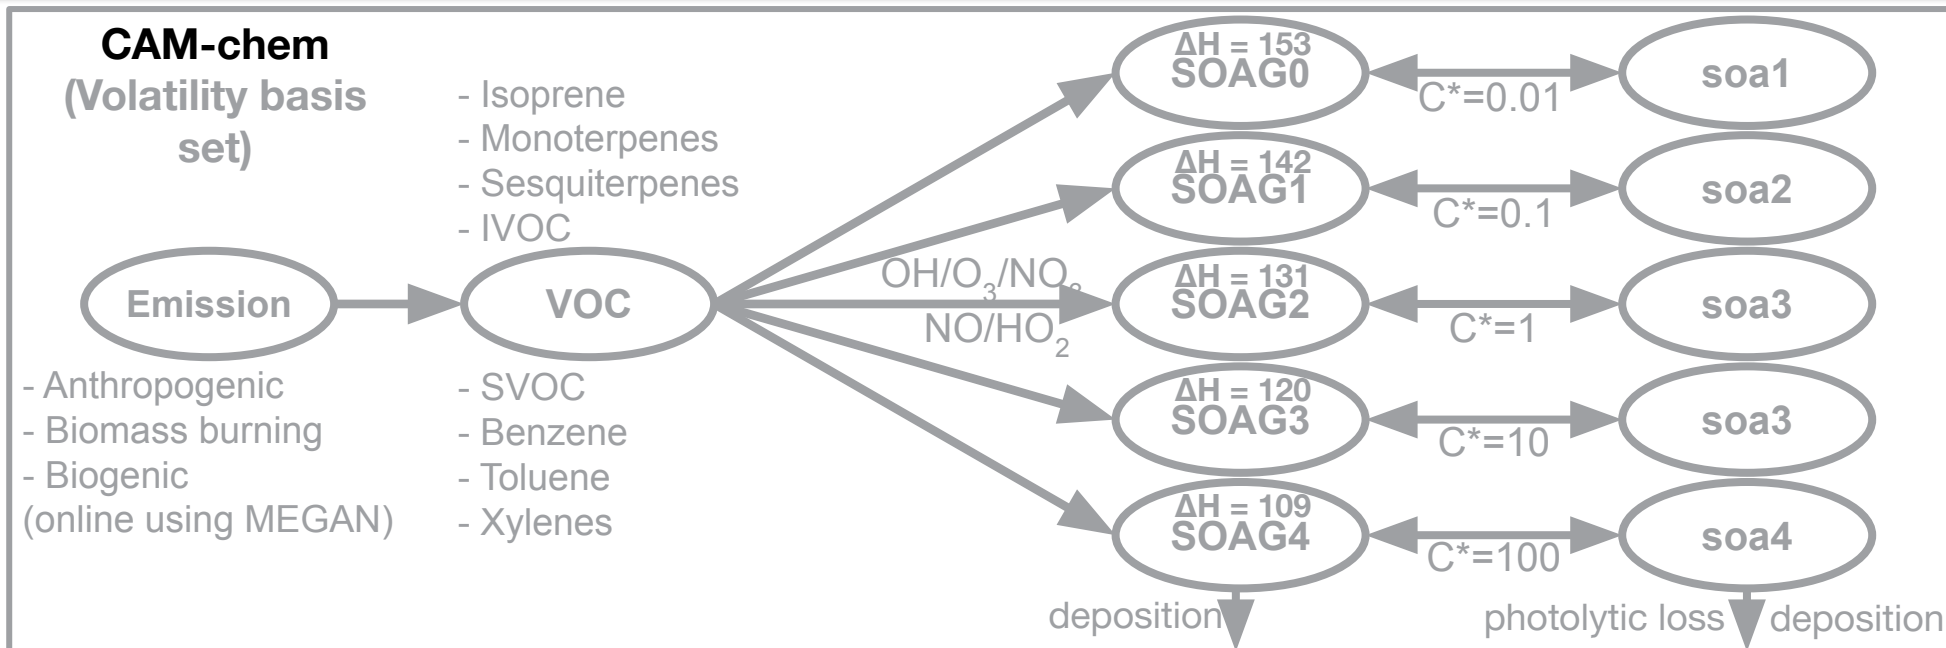 CAM-chem
(Volatility basis
set)
- Isoprene
- Monoterpenes
- Sesquiterpenes
- IVOC
Emission
VOC
- Anthropogenic
- Biomass burning
- Biogenic
(online using MEGAN)
- SVOC
- Benzene
- Toluene
- Xylenes
OH/O₃/NO₃
NO/HO₂
ΔH = 153
SOAG0
C*=0.01
soa1
ΔH = 142
SOAG1
C*=0.1
soa2
ΔH = 131
SOAG2
C*=1
soa3
ΔH = 120
SOAG3
C*=10
soa3
ΔH = 109
SOAG4
C*=100
soa4
deposition
photolytic loss
deposition